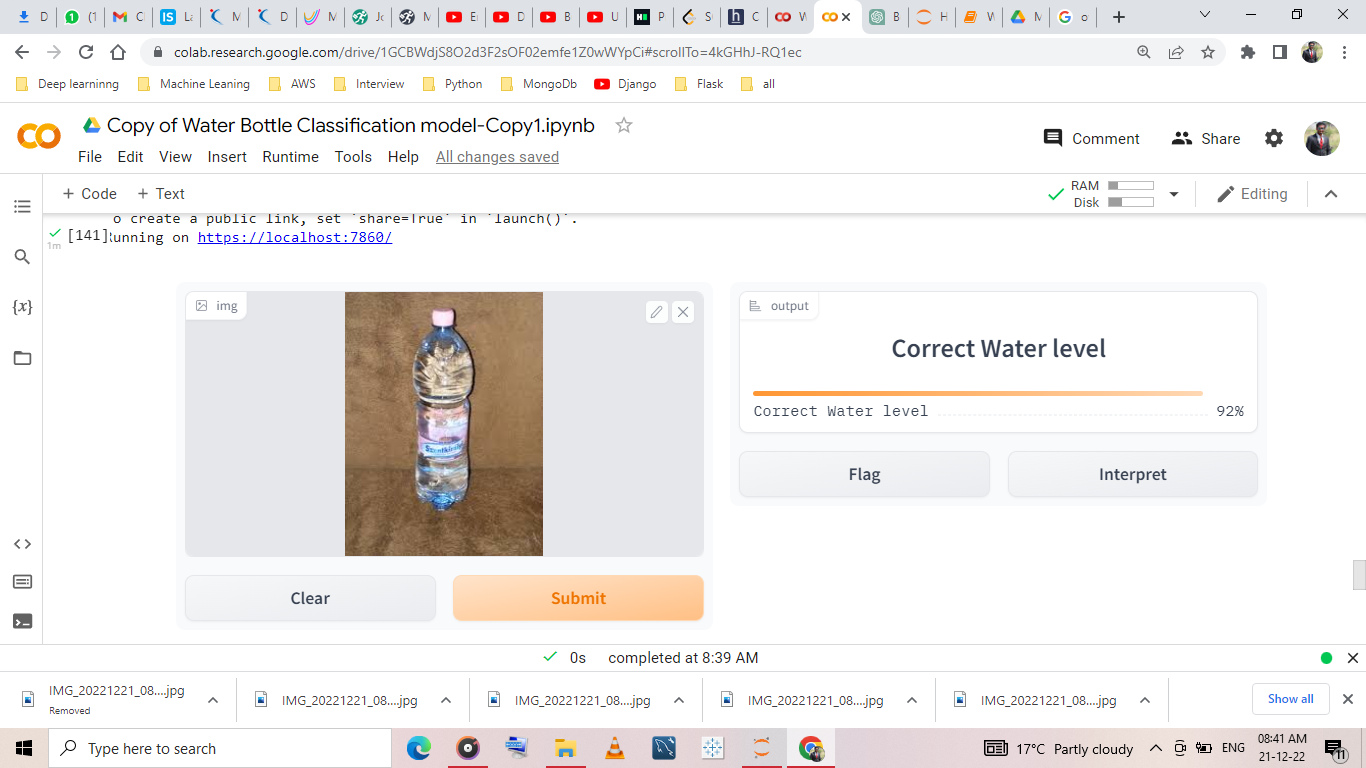 D
(1
M
C
IS
La
M
D
M
Jo
M
E
D
B
U
P
S
h
C
W
B
H
W
M
G
o
colab.research.google.com/drive/1GCBWdjS8O2d3F2sOF02emfe1Z0wWYpCi#scrollTo=4kGHhJ-RQ1ec
Deep learninng
Machine Leaning
AWS
Interview
Python
MongoDb
Django
Flask
all
Copy of Water Bottle Classification model-Copy1.ipynb
Comment
Share
File Edit View Insert Runtime Tools Help All changes saved
+ Code + Text
RAM
Disk
Editing
o create a public link, set `share=True` in `launch()`.
[141]
unning on https://localhost:7860/
1m
{x}
img
output
Correct Water level
Correct Water level 92%
Flag
Interpret
Clear
Submit
0s completed at 8:39 AM
IMG_20221221_08....jpg
Removed
IMG_20221221_08....jpg
IMG_20221221_08....jpg
IMG_20221221_08....jpg
IMG_20221221_08....jpg
Show all
Type here to search
17°C Partly cloudy
ENG
08:41 AM
21-12-22
11